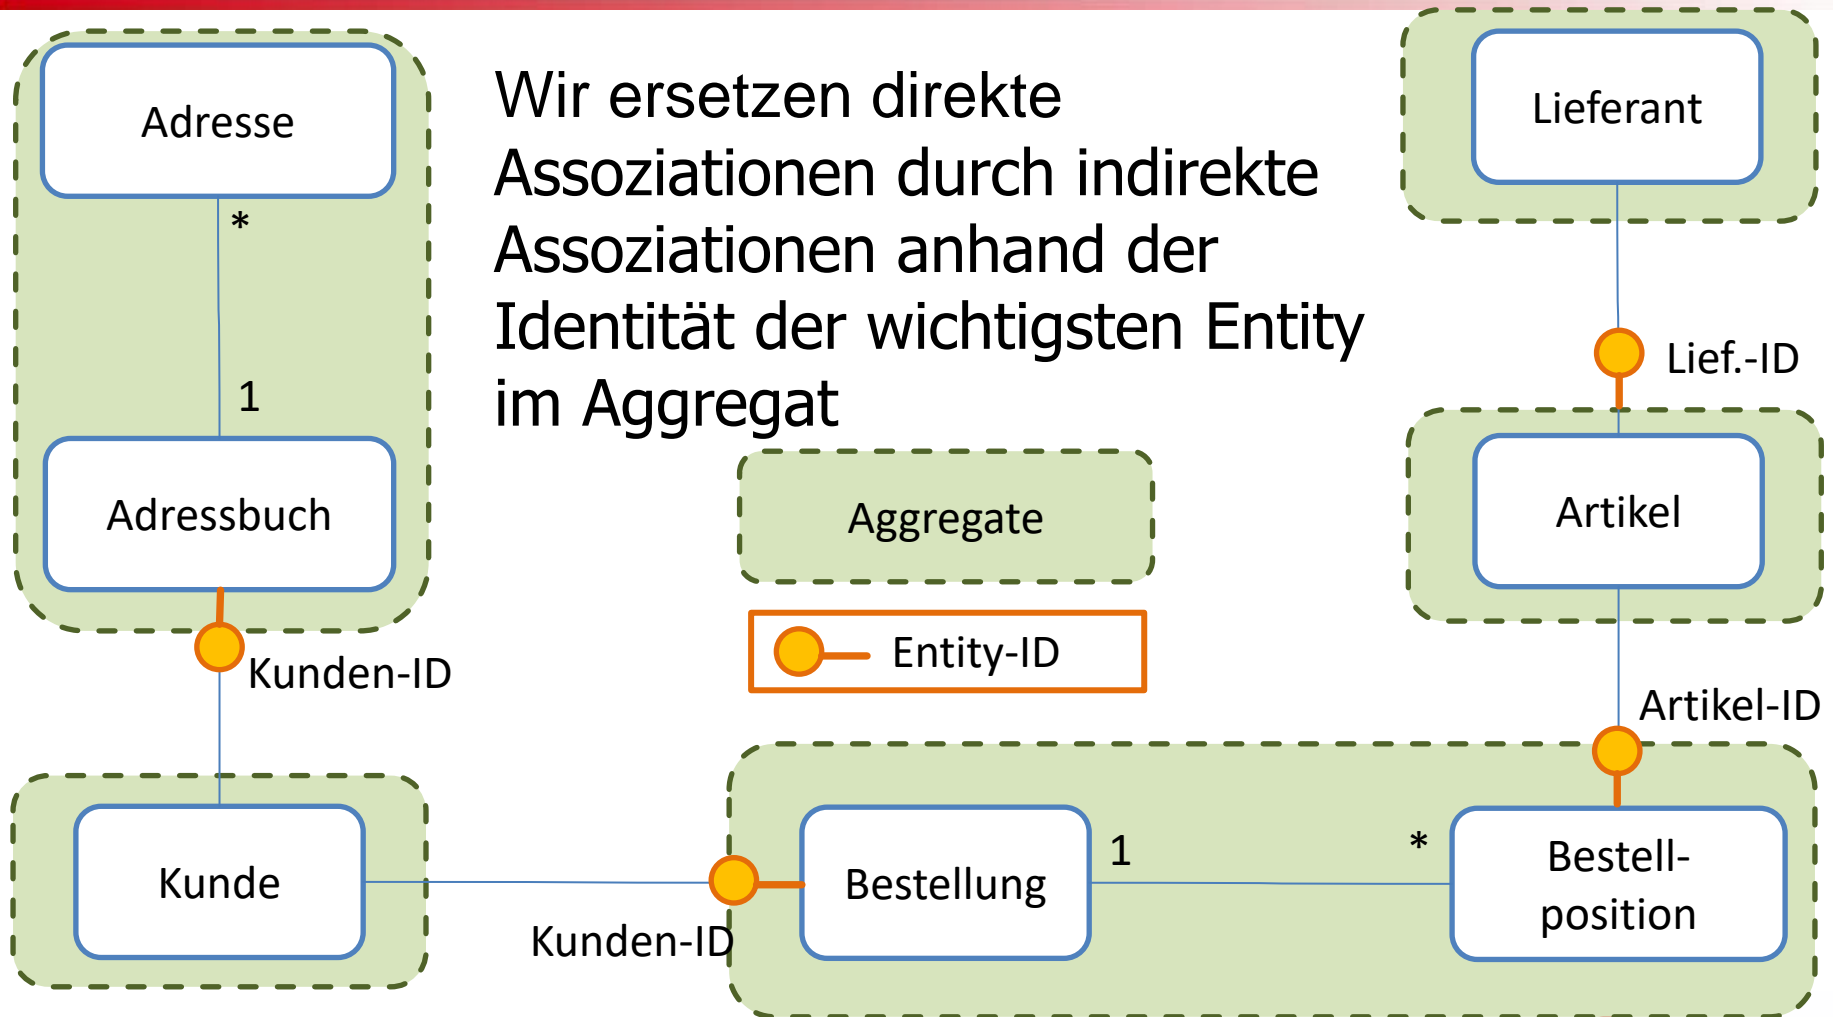 Wir ersetzen direkte
Assoziationen durch indirekte
Assoziationen anhand der
Identität der wichtigsten Entity
im Aggregat
Adresse
*
1
Adressbuch
Kunden-ID
Kunde
Kunden-ID
Aggregate
Entity-ID
Bestellung
1
*
Bestell-
position
Lieferant
Lief.-ID
Artikel
Artikel-ID